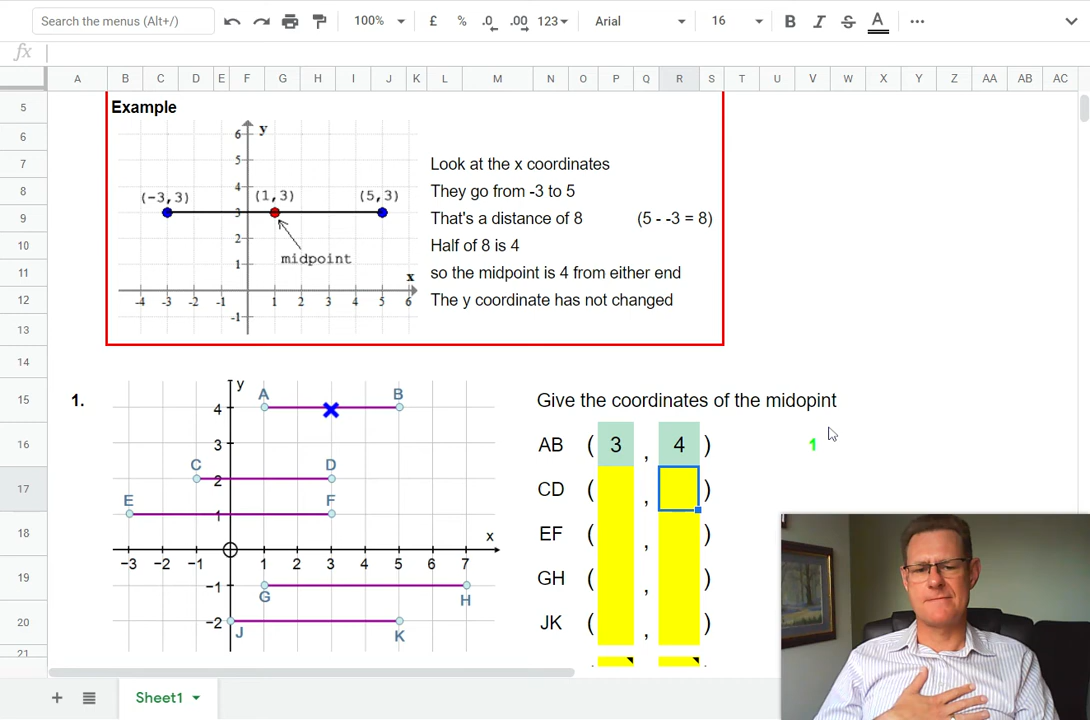 Search the menus (Alt+/) 100% £ % .0 .00 123 Arial 16 B I S A
fx
A B C D E F G H I J K L M N O P Q R S T U V W X Y Z AA AB AC
5 Example
6 6 y
7 5 Look at the x coordinates
8 (-3,3) 4 (1,3) (5,3) They go from -3 to 5
9 3 That's a distance of 8 (5 - -3 = 8)
10 2 Half of 8 is 4
11 1 midpoint x so the midpoint is 4 from either end
12 -4 -3 -2 -1 1 2 3 4 5 6 The y coordinate has not changed
13 -1
14
15 1. y 4 A B Give the coordinates of the midopint
16 3 AB ( 3 , 4 ) 1
17 C 2 D CD ( , )
18 E 1 F x EF ( , )
19 -3 -2 -1 1 2 3 4 5 6 7 GH ( , )
-1 G H
20 -2 J K JK ( , )
21
+ Sheet1